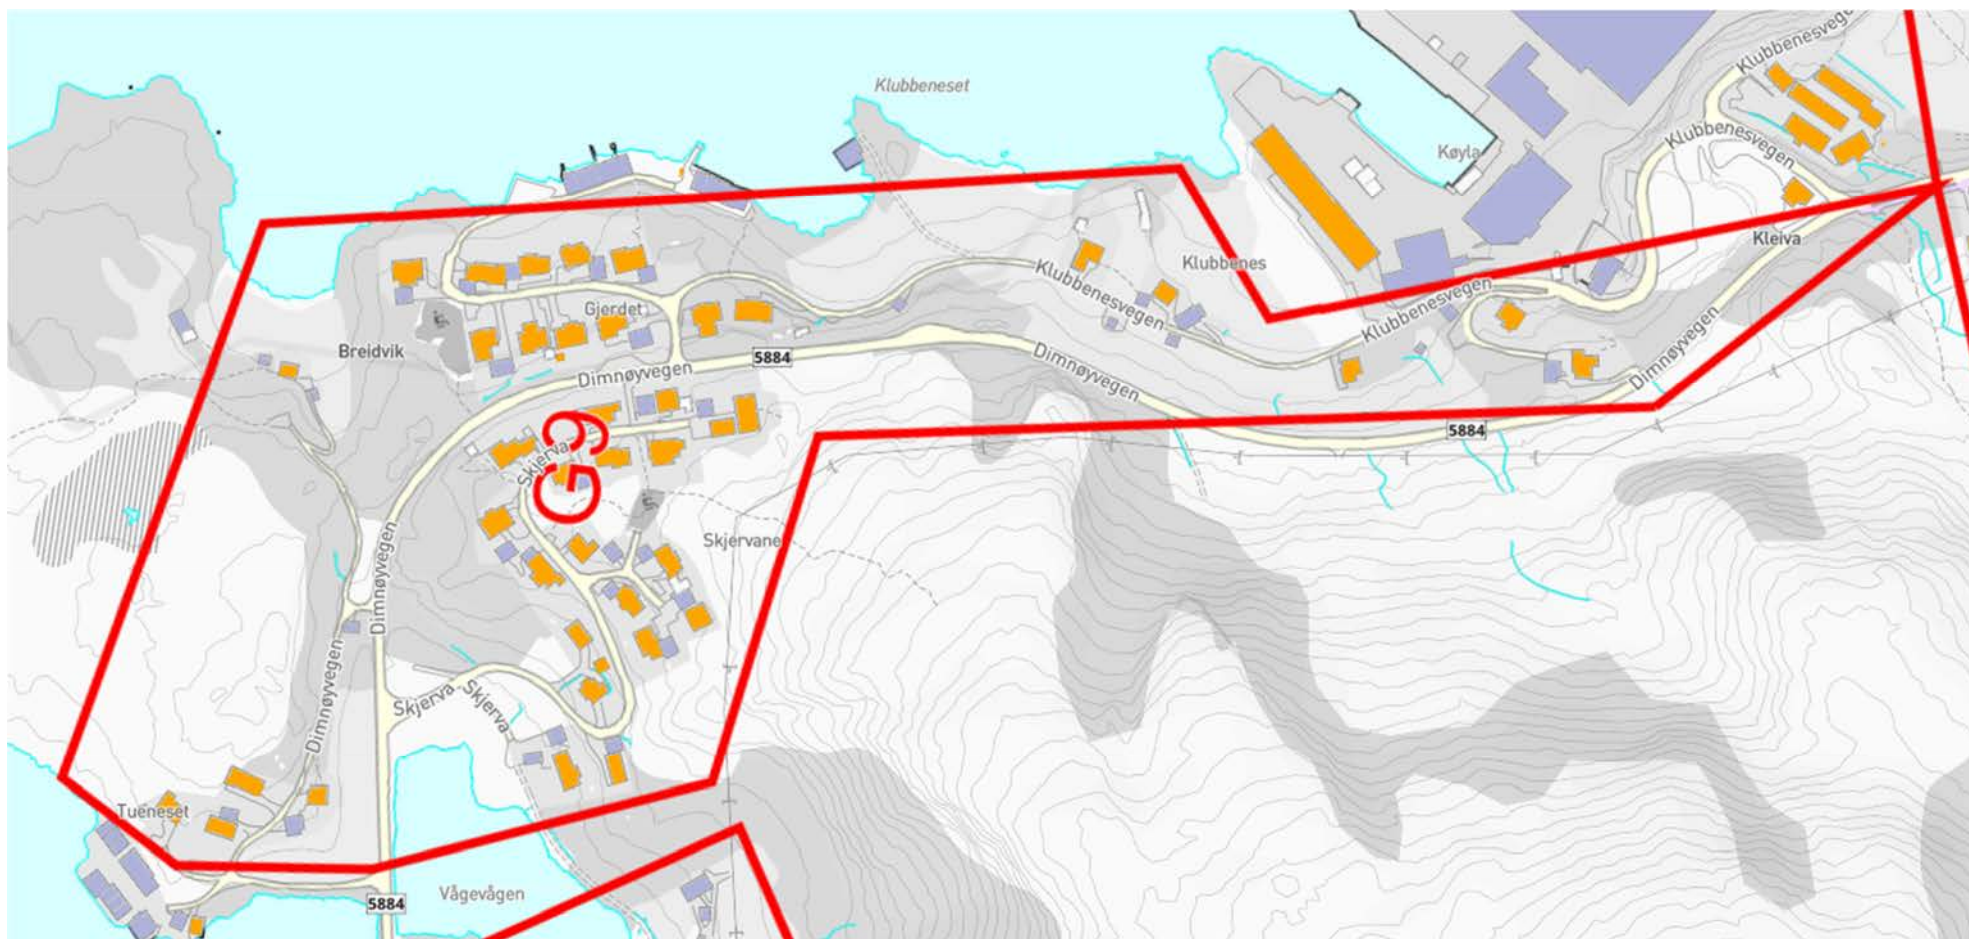 Klubbenesvegen
Klubbeneset
Klubbenesvegen
Køyla
Kleiva
Klubbenes
Klubbenesvegen
Klubbenesvegen
Gjerdet
Breidvik
5884
Dimnøyvegen
Dimnøyvegen
Dimnøyvegen
5884
Skjerva
G9
Skjervane
Dimnøyvegen
Dimnøyvegen
Skjerva
Skjerva
Tueneset
Vågevågen
5884